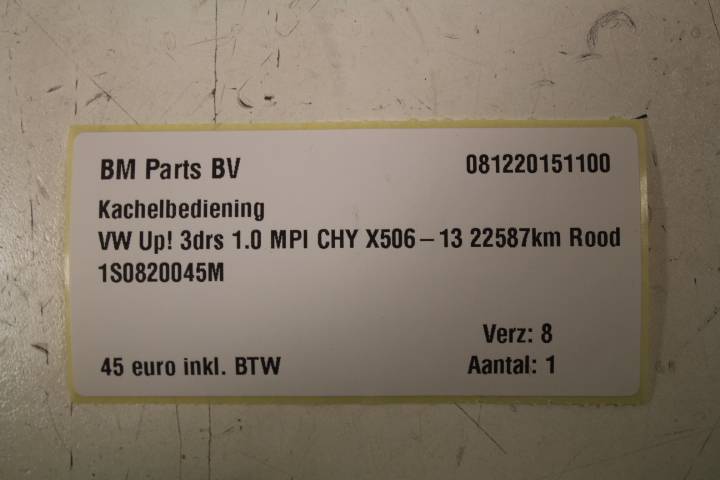 BM Parts BV 081220151100
Kachelbediening
VW Up! 3drs 1.0 MPI CHY X506 – 13 22587km Rood
1S0820045M
Verz: 8
45 euro inkl. BTW Aantal: 1